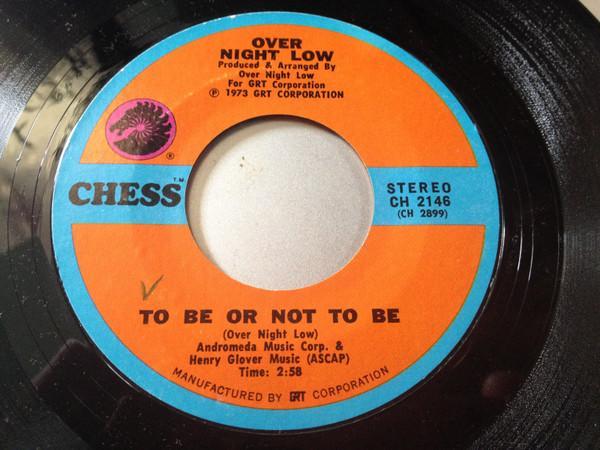 OVER
NIGHT LOW
Produced & Arranged By
Over Night Low
For GRT Corporation
℗ 1973 GRT CORPORATION
®
CHESS™
STEREO
CH 2146
(CH 2899)
TO BE OR NOT TO BE
(Over Night Low)
Andromeda Music Corp. &
Henry Glover Music (ASCAP)
Time: 2:58
MANUFACTURED BY GRT CORPORATION